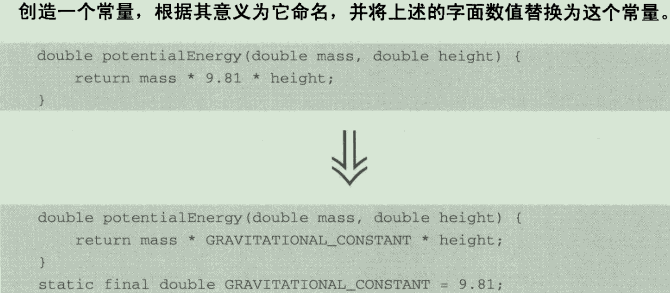 创造一个常量，根据其意义为它命名，并将上述的字面数值替换为这个常量。
double potentialEnergy(double mass, double height) {
    return mass * 9.81 * height;
}
double potentialEnergy(double mass, double height) {
    return mass * GRAVITATIONAL_CONSTANT * height;
}
static final double GRAVITATIONAL_CONSTANT = 9.81;